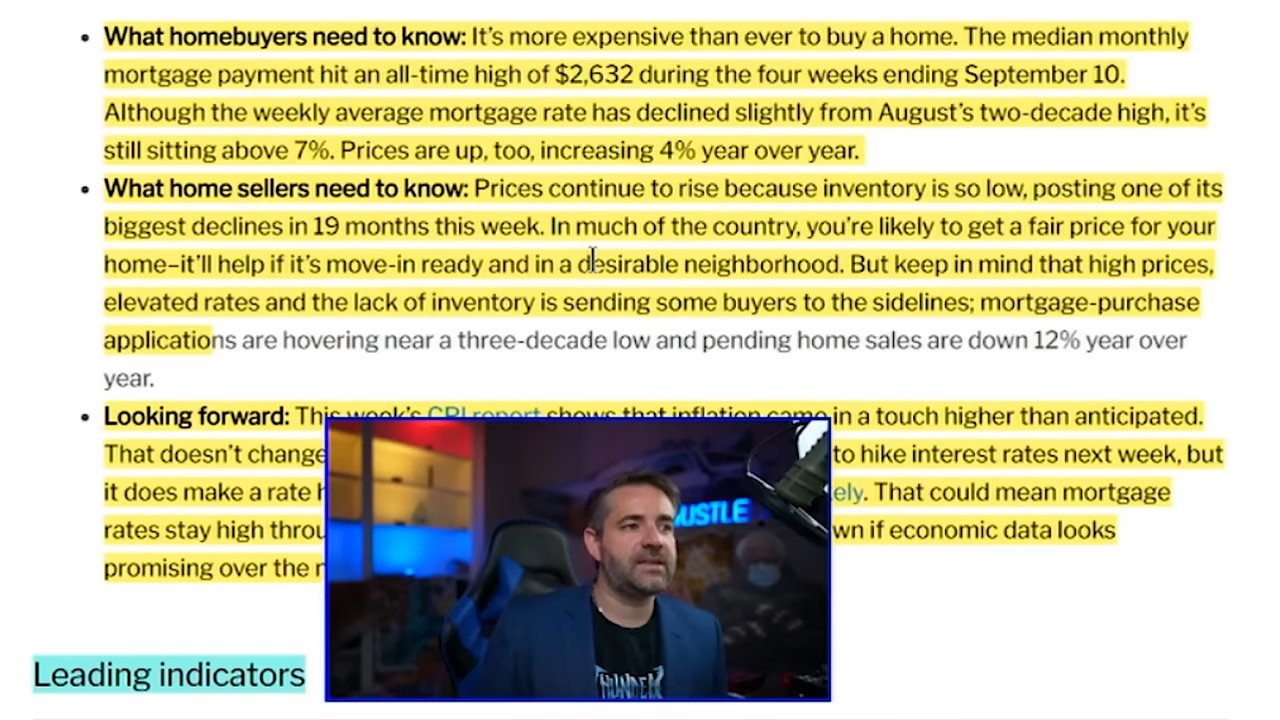 What homebuyers need to know: It’s more expensive than ever to buy a home. The median monthly
mortgage payment hit an all-time high of $2,632 during the four weeks ending September 10.
Although the weekly average mortgage rate has declined slightly from August’s two-decade high, it’s
still sitting above 7%. Prices are up, too, increasing 4% year over year.
What home sellers need to know: Prices continue to rise because inventory is so low, posting one of its
biggest declines in 19 months this week. In much of the country, you’re likely to get a fair price for your
home–it’ll help if it’s move-in ready and in a desirable neighborhood. But keep in mind that high prices,
elevated rates and the lack of inventory is sending some buyers to the sidelines; mortgage-purchase
applications are hovering near a three-decade low and pending home sales are down 12% year over
year.
Looking forward: This week’s CPI report shows that inflation came in a touch higher than anticipated.
That doesn’t change to hike interest rates next week, but
it does make a rate ely. That could mean mortgage
rates stay high throu wn if economic data looks
promising over the
USTLE
Leading indicators